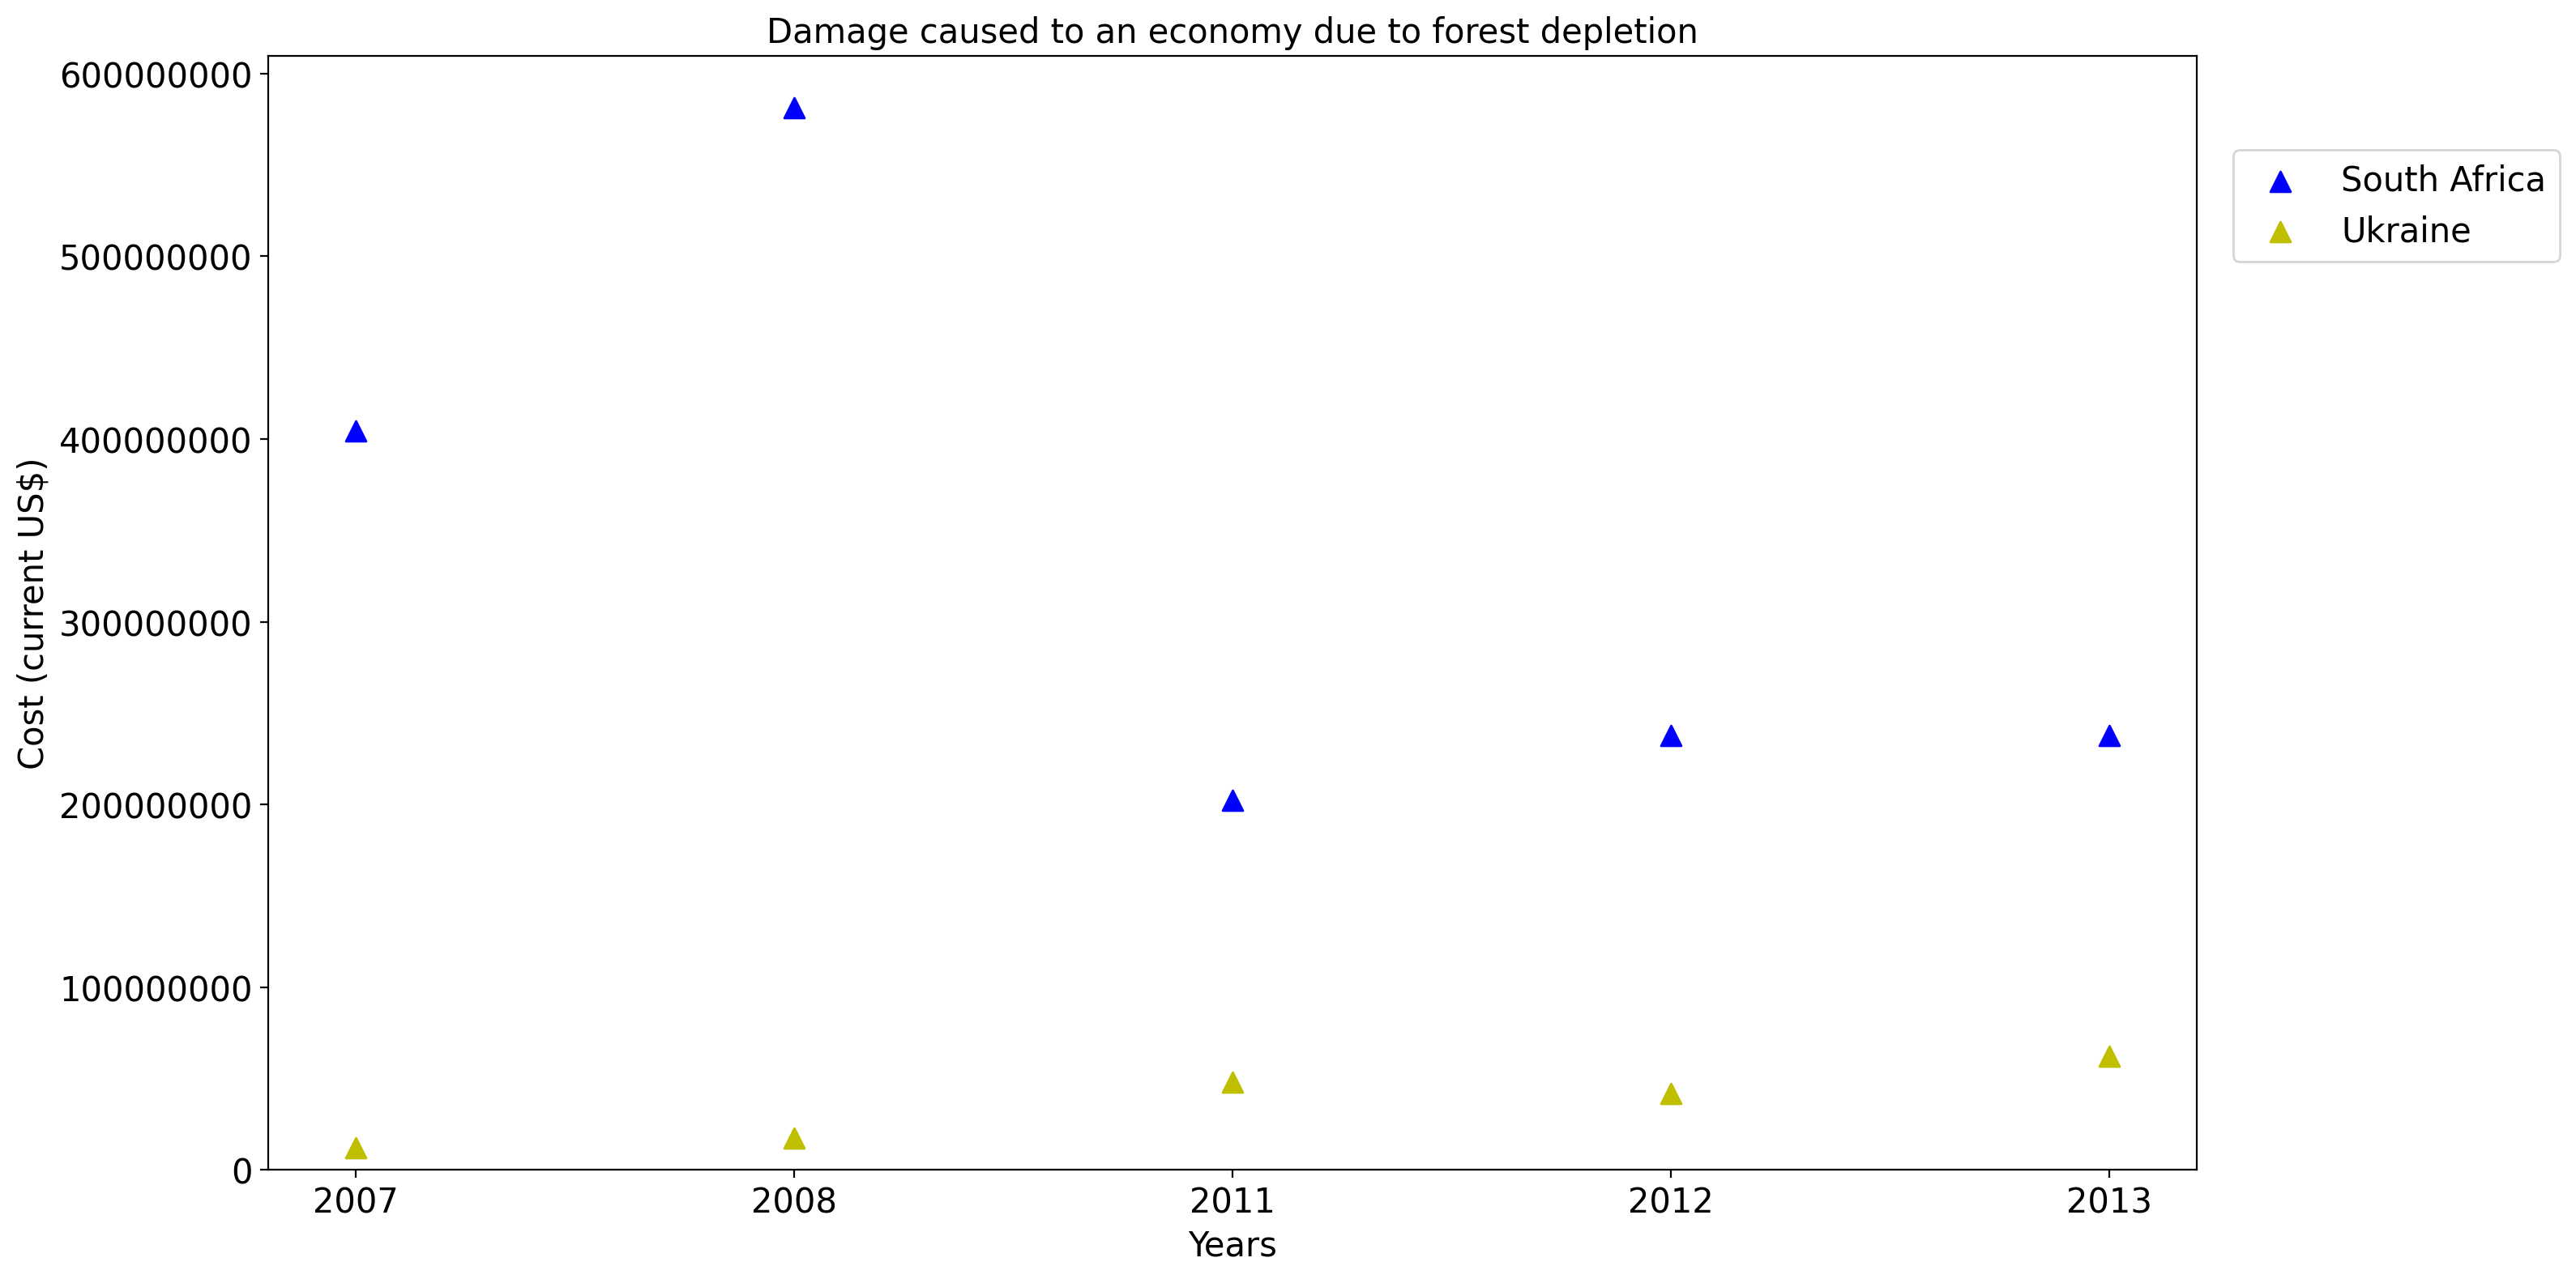 Damage caused to an economy due to forest depletion
600000000
500000000
400000000
300000000
200000000
100000000
0
Cost (current US$)
2007 2008 2011 2012 2013
Years
South Africa
Ukraine